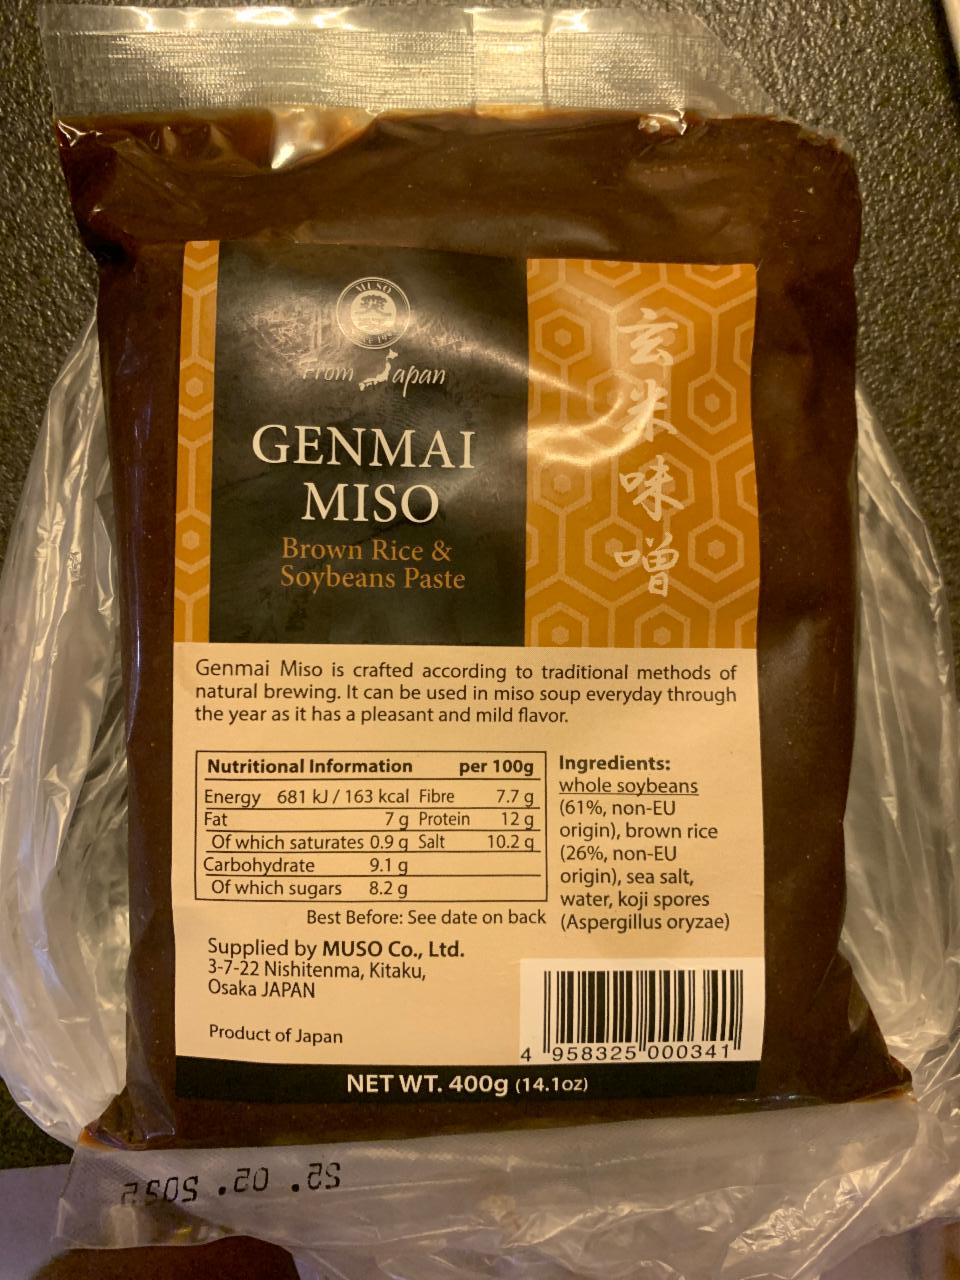 MUSO
From Japan
GENMAI
MISO
Brown Rice &
Soybeans Paste
玄米味噌
Genmai Miso is crafted according to traditional methods of
natural brewing. It can be used in miso soup everyday through
the year as it has a pleasant and mild flavor.
Nutritional Information per 100g
Energy 681 kJ / 163 kcal Fibre 7.7 g
Fat 7 g Protein 12 g
Of which saturates 0.9 g Salt 10.2 g
Carbohydrate 9.1 g
Of which sugars 8.2 g
Best Before: See date on back
Ingredients:
whole soybeans
(61%, non-EU
origin), brown rice
(26%, non-EU
origin), sea salt,
water, koji spores
(Aspergillus oryzae)
Supplied by MUSO Co., Ltd.
3-7-22 Nishitenma, Kitaku,
Osaka JAPAN
Product of Japan
4 958325 000341
NET WT. 400g (14.1oz)